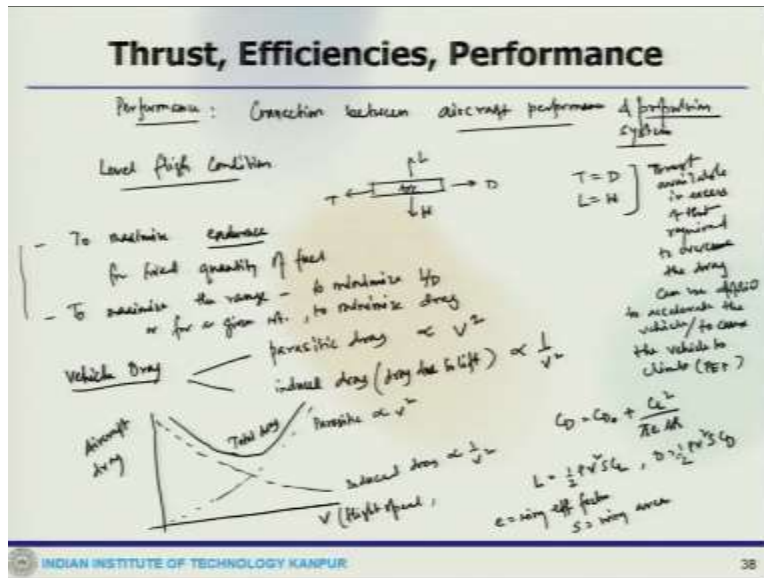 Thrust, Efficiencies, Performance
Performance : Connection between aircraft performance & propulsion system
Level fligh Condition.
T D L W
T = D
L = W
Thrust
available
in excess
of that
required
to overcome
the drag
can be applied
to accelerate the
vehicle / to cause
the vehicle to
climb (PET)
- To maximize endurance
for fixed quantity of fuel
- To maximize the range - to minimize L/D
or for a given wt., to minimize drag
Vehicle Drag
parasitic drag ∝ V²
induced drag (drag due to lift) ∝ 1/V²
Aircraft
drag
Total drag
Parasitic ∝ V²
induced drag ∝ 1/V²
V (flight speed,
C_D = C_D₀ + C_L²/πe AR
L = ½ρV²SC_L , D = ½ρV²SC_D
e = wing eff factor
S = wing area
INDIAN INSTITUTE OF TECHNOLOGY KANPUR
38